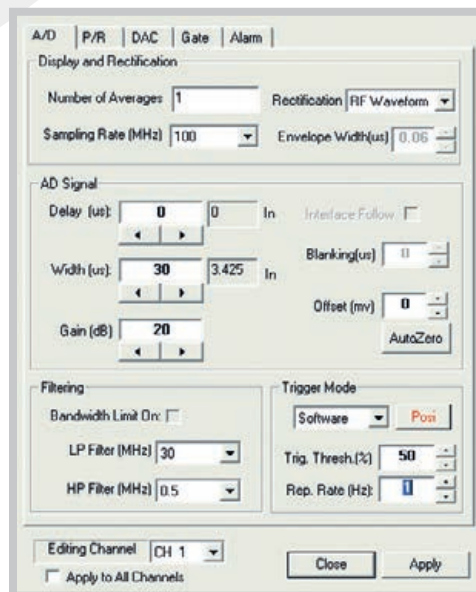 A/D P/R DAC Gate Alarm
Display and Rectification
Number of Averages 1 Rectification RF Waveform
Sampling Rate (MHz) 100 Envelope Width(us) 0.06
AD Signal
Delay (us): 0 0 In Interface Follow
Blanking(us) 0
Width (us): 30 3.425 In
Offset (mv) 0
Gain (dB) 20 AutoZero
Filtering Trigger Mode
Bandwidth Limit On: Software Posi
LP Filter (MHz) 30 Trig. Thresh.(%) 50
HP Filter (MHz) 0.5 Rep. Rate (Hz): 1
Editing Channel CH 1 Close Apply
Apply to All Channels